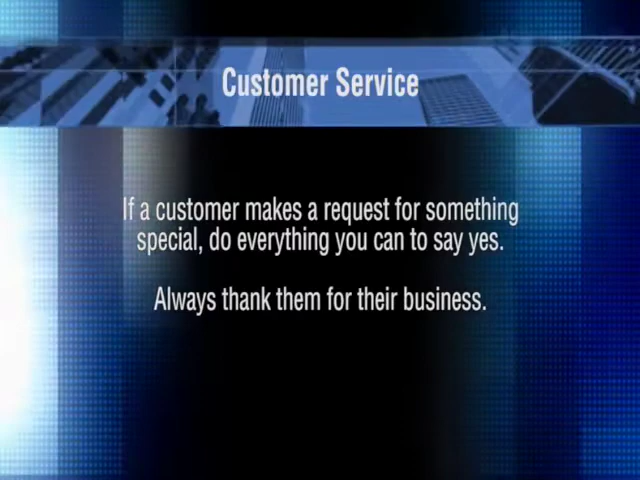 Customer Service
If a customer makes a request for something
special, do everything you can to say yes.
Always thank them for their business.